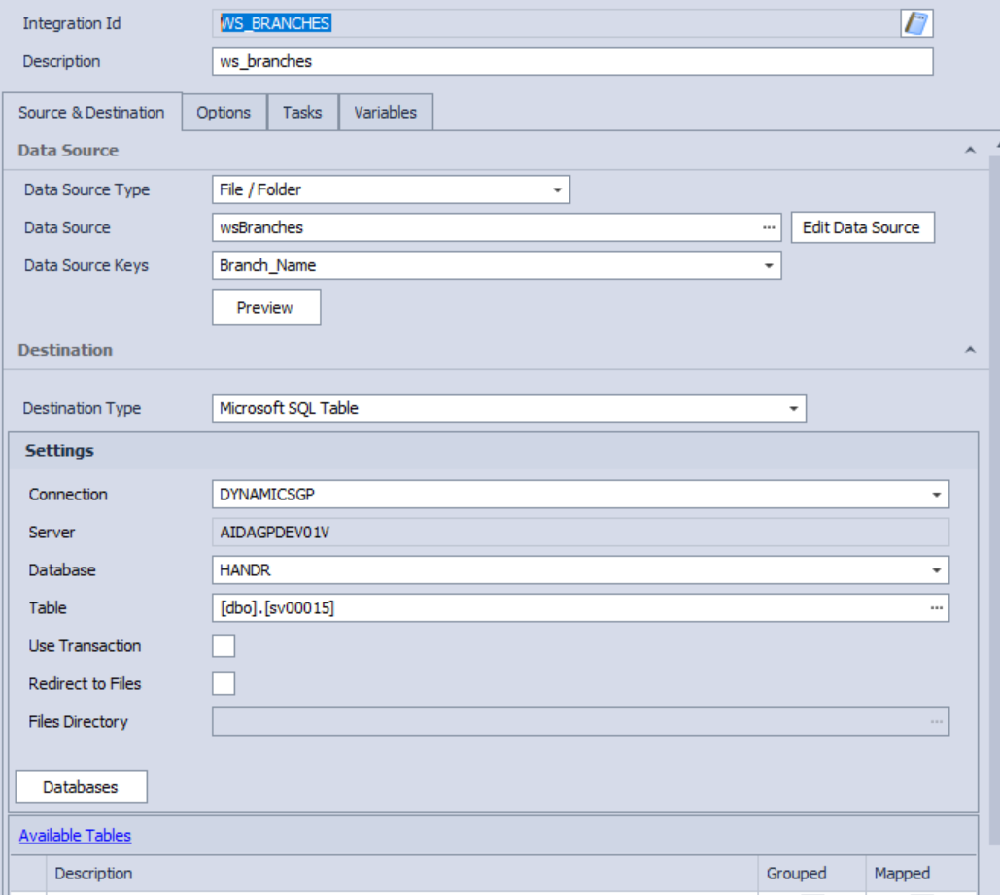 Integration Id WS_BRANCHES
Description ws_branches
Source & Destination Options Tasks Variables
Data Source
Data Source Type File / Folder
Data Source wsBranches ... Edit Data Source
Data Source Keys Branch_Name
Preview
Destination
Destination Type Microsoft SQL Table
Settings
Connection DYNAMICSGP
Server AIDAGPDEV01V
Database HANDR
Table [dbo].[sv00015] ...
Use Transaction
Redirect to Files
Files Directory ...
Databases
Available Tables
Description Grouped Mapped